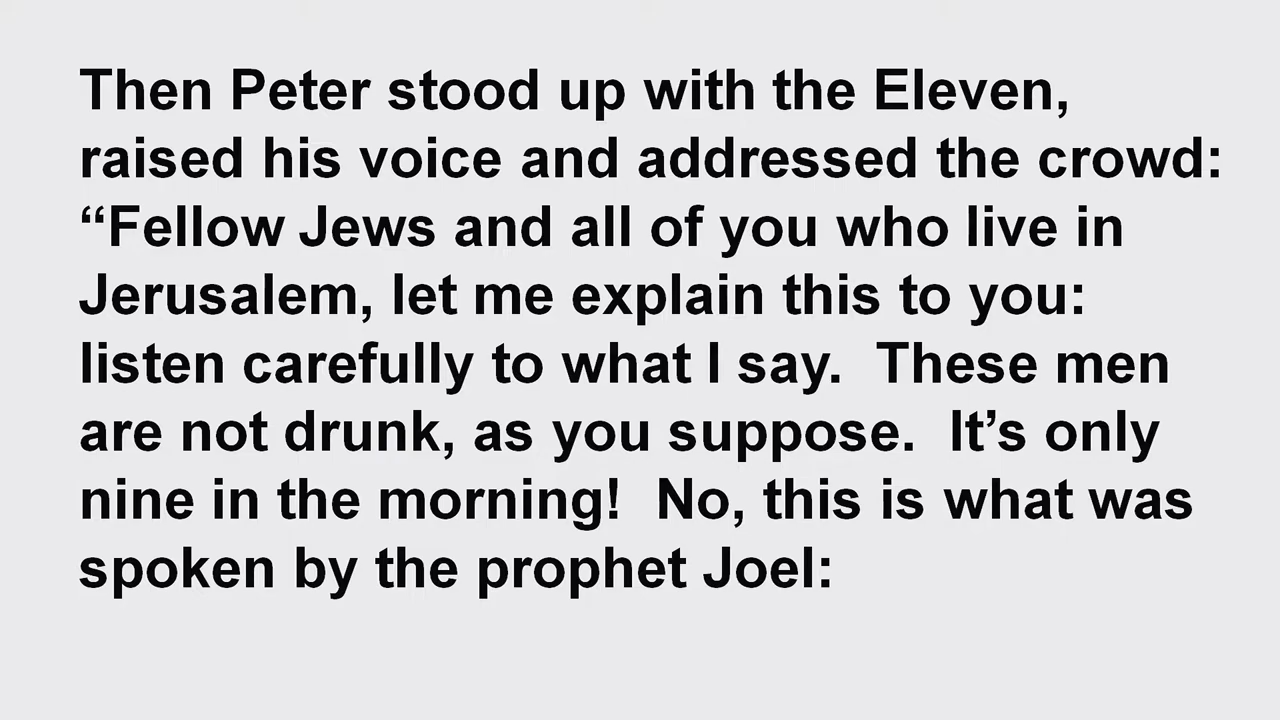 Then Peter stood up with the Eleven,
raised his voice and addressed the crowd:
“Fellow Jews and all of you who live in
Jerusalem, let me explain this to you:
listen carefully to what I say.  These men
are not drunk, as you suppose.  It’s only
nine in the morning!  No, this is what was
spoken by the prophet Joel: